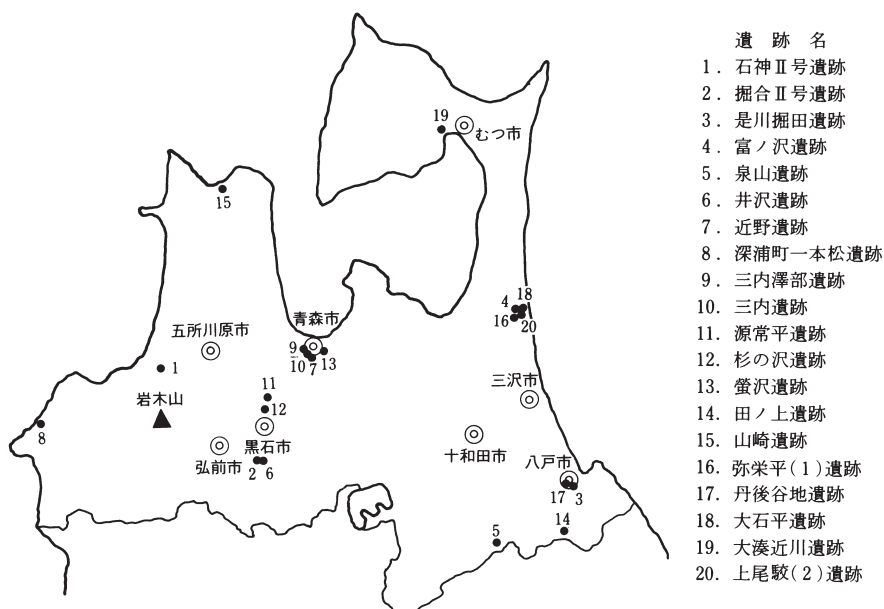 遺跡名
1. 石神Ⅱ号遺跡
2. 掘合Ⅱ号遺跡
3. 是川掘田遺跡
4. 富ノ沢遺跡
5. 泉山遺跡
6. 井沢遺跡
7. 近野遺跡
8. 深浦町一本松遺跡
9. 三内澤部遺跡
10. 三内遺跡
11. 源常平遺跡
12. 杉の沢遺跡
13. 螢沢遺跡
14. 田ノ上遺跡
15. 山崎遺跡
16. 弥栄平(1)遺跡
17. 丹後谷地遺跡
18. 大石平遺跡
19. 大湊近川遺跡
20. 上尾駮(2)遺跡
19
むつ市
15
4 18
16 20
青森市
五所川原市
9
10 7 13
1
三沢市
岩木山
11
12
8
黒石市
弘前市
2 6
十和田市
八戸市
17 3
14
5